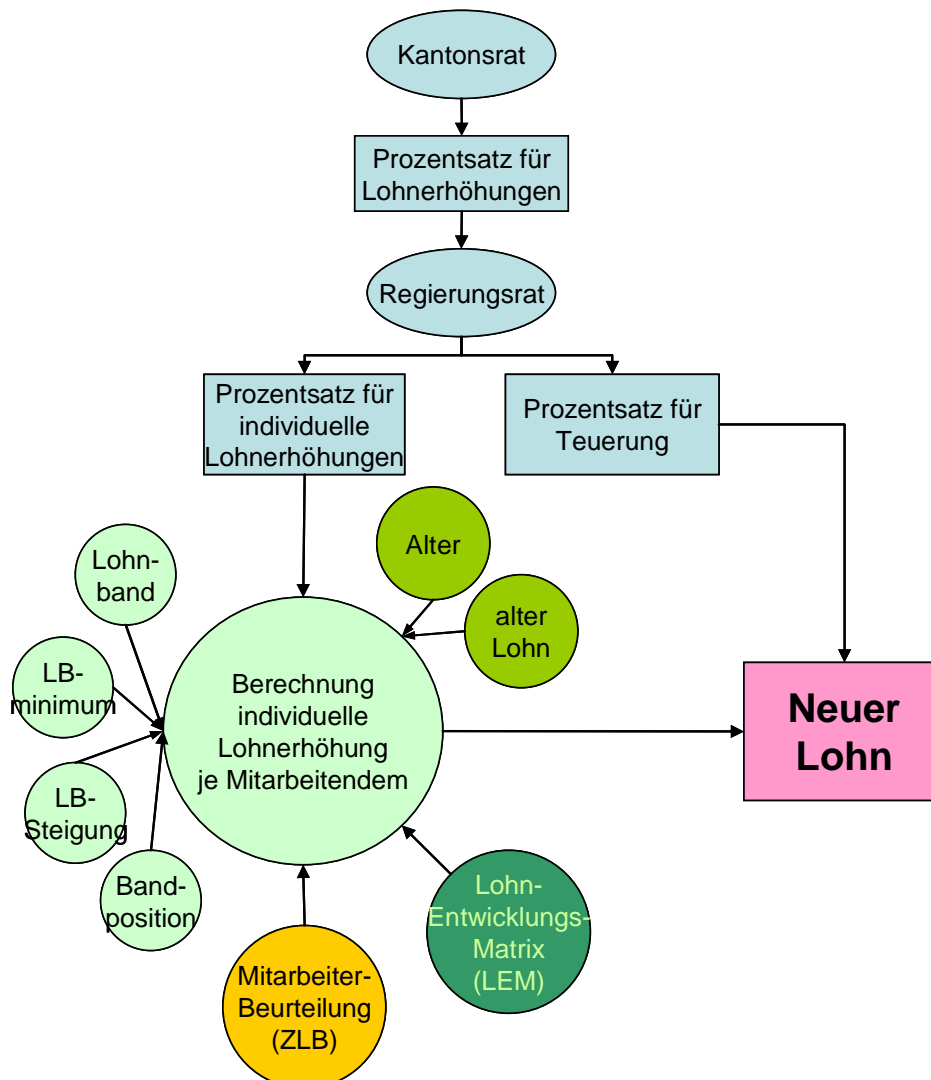 Kantonsrat
Prozentsatz für
Lohnerhöhungen
Regierungsrat
Prozentsatz für
individuelle
Lohnerhöhungen
Prozentsatz für
Teuerung
Alter
alter
Lohn
Lohn-
band
LB-
minimum
LB-
Steigung
Band-
position
Berechnung
individuelle
Lohnerhöhung
je Mitarbeitendem
Neuer
Lohn
Lohn-
Entwicklungs-
Matrix
(LEM)
Mitarbeiter-
Beurteilung
(ZLB)